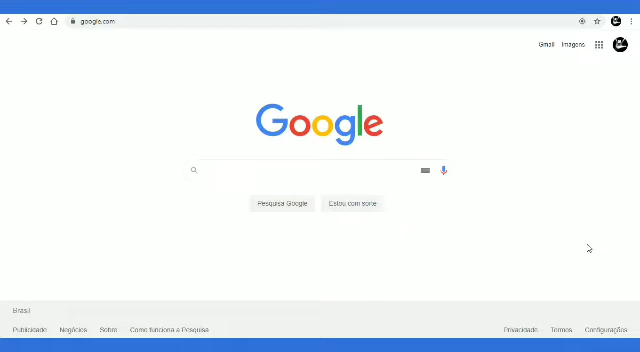 google.com
Gmail Imagens
Google
Pesquisa Google Estou com sorte
Brasil
Publicidade Negócios Sobre Como funciona a Pesquisa Privacidade Termos Configurações